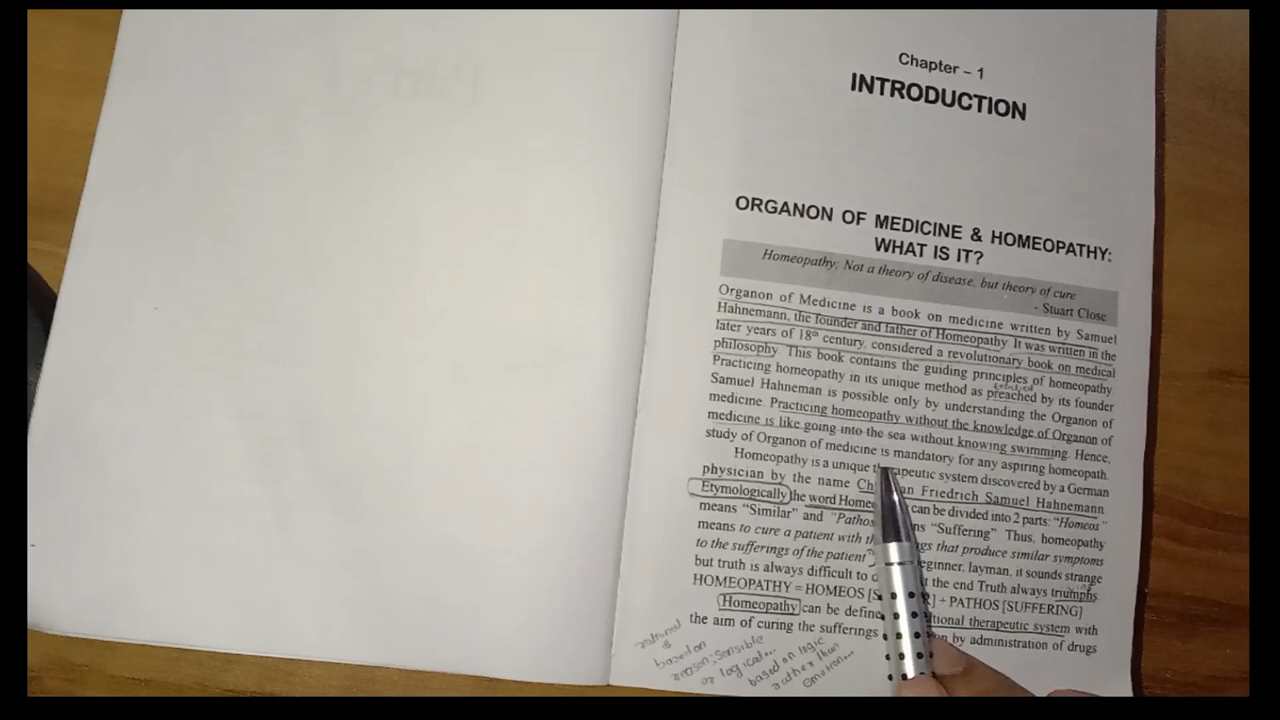 Chapter – 1
INTRODUCTION
ORGANON OF MEDICINE & HOMEOPATHY:
WHAT IS IT?
Homeopathy; Not a theory of disease, but theory of cure
- Stuart Close
Organon of Medicine is a book on medicine written by Samuel
Hahnemann, the founder and father of Homeopathy. It was written in the
later years of 18th century, considered a revolutionary book on medical
philosophy. This book contains the guiding principles of homeopathy.
Practicing homeopathy in its unique method as preached by its founder
Samuel Hahneman is possible only by understanding the Organon of
medicine. Practicing homeopathy without the knowledge of Organon of
medicine is like going into the sea without knowing swimming. Hence,
study of Organon of medicine is mandatory for any aspiring homeopath.
Homeopathy is a unique therapeutic system discovered by a German
physician by the name Friedrich Samuel Hahnemann
Etymologically the word can be divided into 2 parts: "Homeos"
means "Similar" and "Pathos "Suffering" Thus, homeopathy
means to cure a patient with that produce similar symptoms
to the sufferings of the patient layman, it sounds strange
but truth is always difficult to the end Truth always triumphs.
HOMEOPATHY = HOMEOS + PATHOS [SUFFERING]
Homeopathy can be therapeutic system with
the aim of curing the sufferings by administration of drugs
rational
&
based on
reason, sensible
or logical...
based on logic
rather than
emotion...